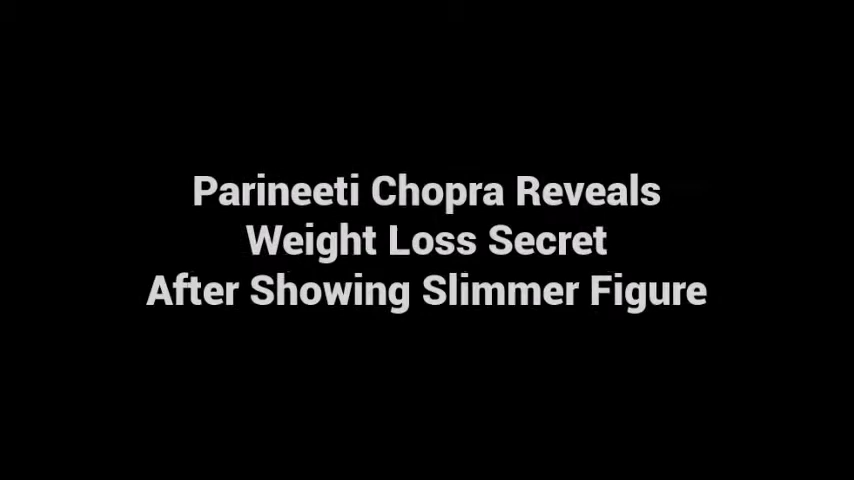 Parineeti Chopra Reveals
Weight Loss Secret
After Showing Slimmer Figure